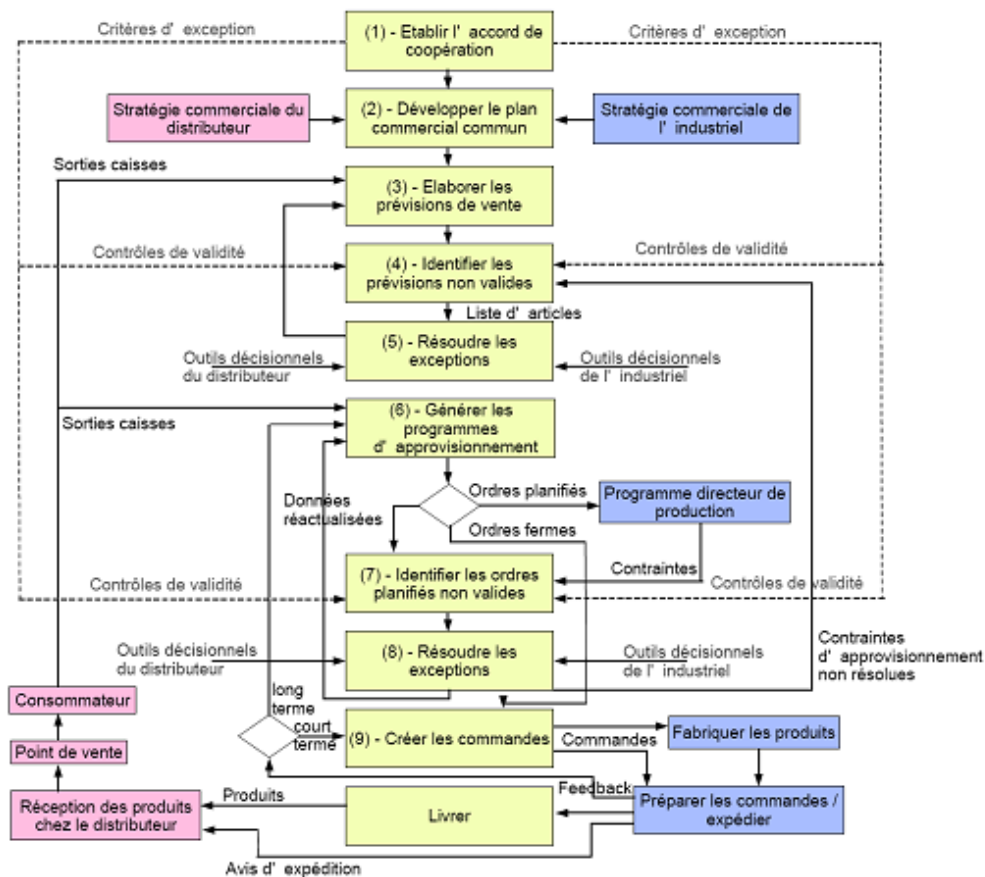 Critères d' exception
(1) - Etablir l' accord de
coopération
Critères d' exception
Stratégie commerciale du
distributeur
(2) - Développer le plan
commercial commun
Stratégie commerciale de
l' industriel
Sorties caisses
(3) - Elaborer les
prévisions de vente
Contrôles de validité
(4) - Identifier les
prévisions non valides
Contrôles de validité
Liste d' articles
(5) - Résoudre les
exceptions
Outils décisionnels
du distributeur
Outils décisionnels
de l' industriel
Sorties caisses
(6) - Générer les
programmes
d' approvisionnement
Données
réactualisées
Ordres planifiés
Programme directeur de
production
Ordres fermes
Contraintes
Contrôles de validité
(7) - Identifier les ordres
planifiés non valides
Contrôles de validité
Outils décisionnels
du distributeur
(8) - Résoudre les
exceptions
Outils décisionnels
de l' industriel
Contraintes
d' approvisionnement
non résolues
Consommateur
long
terme
court
terme
(9) - Créer les commandes
Commandes
Fabriquer les produits
Point de vente
Feedback
Réception des produits
chez le distributeur
Produits
Livrer
Préparer les commandes /
expédier
Avis d' expédition